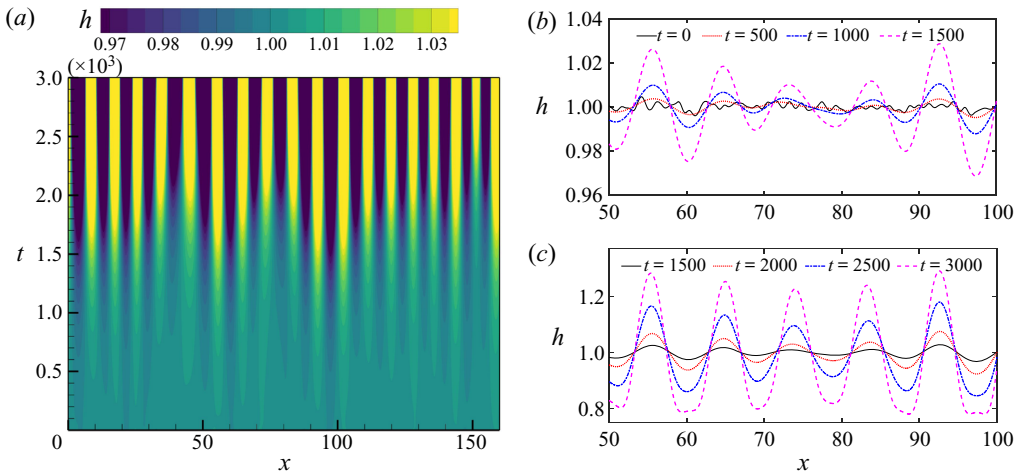 (a)
h
0.97 0.98 0.99 1.00 1.01 1.02 1.03
(×10³)
3.0
2.5
2.0
t 1.5
1.0
0.5
0 50 100 150
x
(b)
1.04
t = 0 t = 500 t = 1000 t = 1500
1.02
h 1.00
0.98
0.96
50 60 70 80 90 100
(c)
t = 1500 t = 2000 t = 2500 t = 3000
1.2
h 1.0
0.8
50 60 70 80 90 100
x